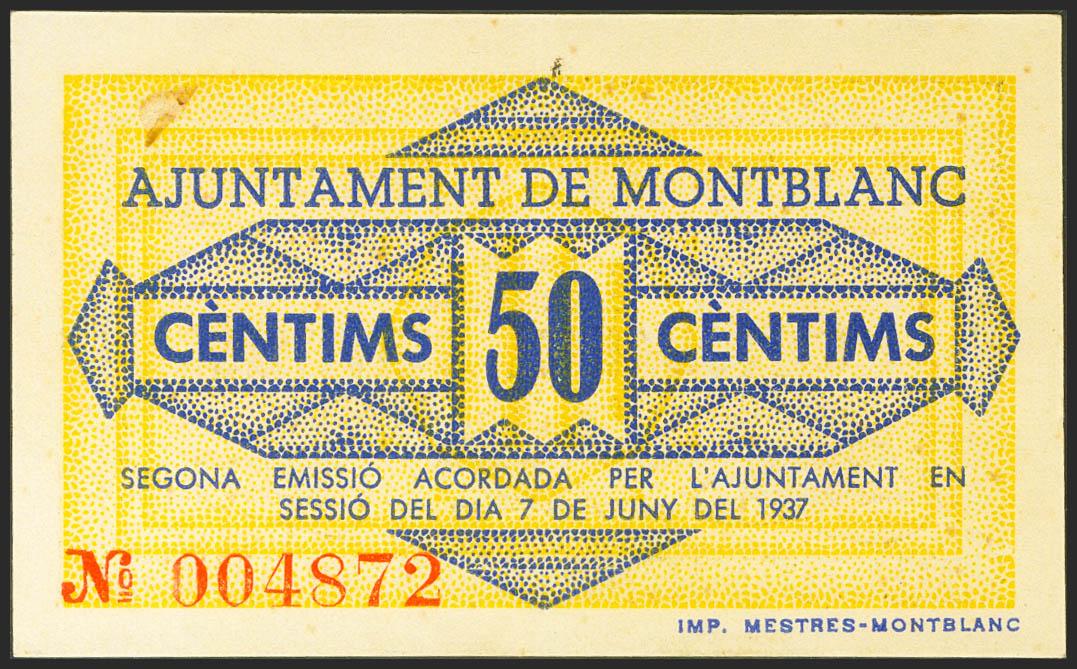 AJUNTAMENT DE MONTBLANC
CÈNTIMS 50 CÈNTIMS
SEGONA EMISSIÓ ACORDADA PER L'AJUNTAMENT EN
SESSIÓ DEL DIA 7 DE JUNY DEL 1937
Nº 004872
IMP. MESTRES-MONTBLANC